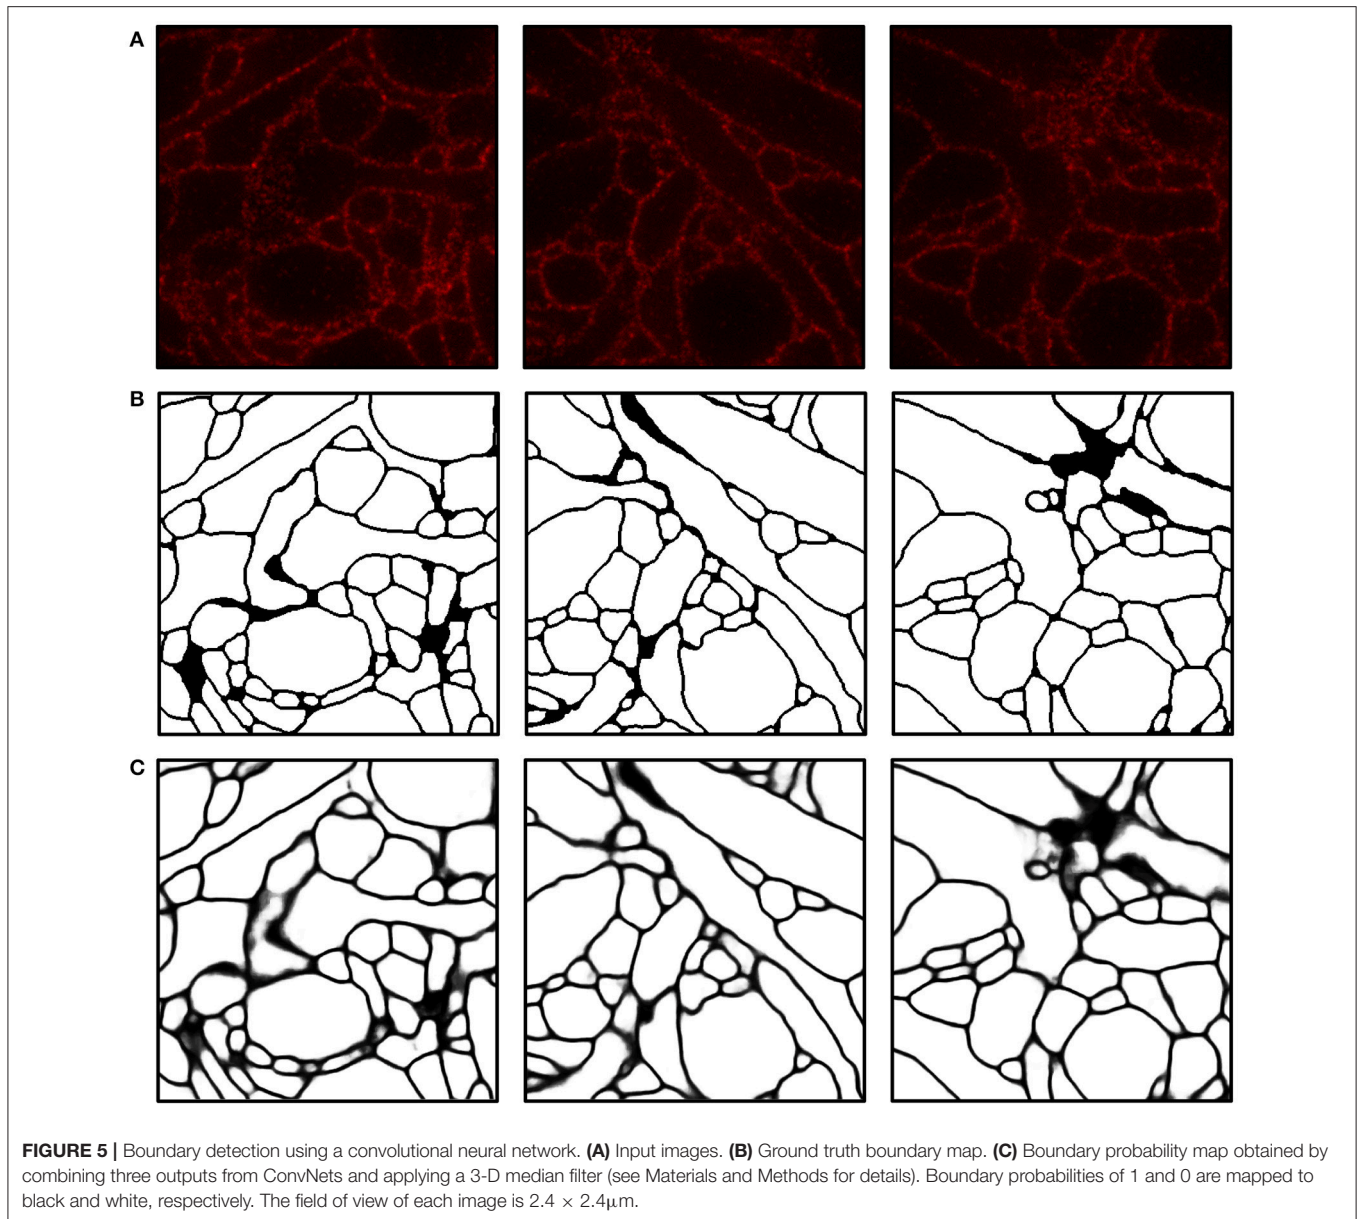 A
B
C
FIGURE 5 | Boundary detection using a convolutional neural network. (A) Input images. (B) Ground truth boundary map. (C) Boundary probability map obtained by
combining three outputs from ConvNets and applying a 3-D median filter (see Materials and Methods for details). Boundary probabilities of 1 and 0 are mapped to
black and white, respectively. The field of view of each image is 2.4 × 2.4μm.